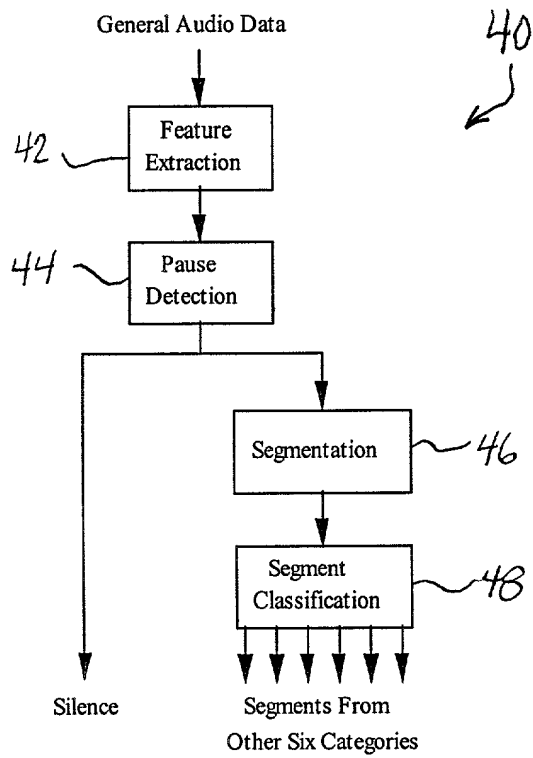 General Audio Data
40
Feature
Extraction
42
Pause
Detection
44
Segmentation
46
Segment
Classification
48
Silence
Segments From
Other Six Categories